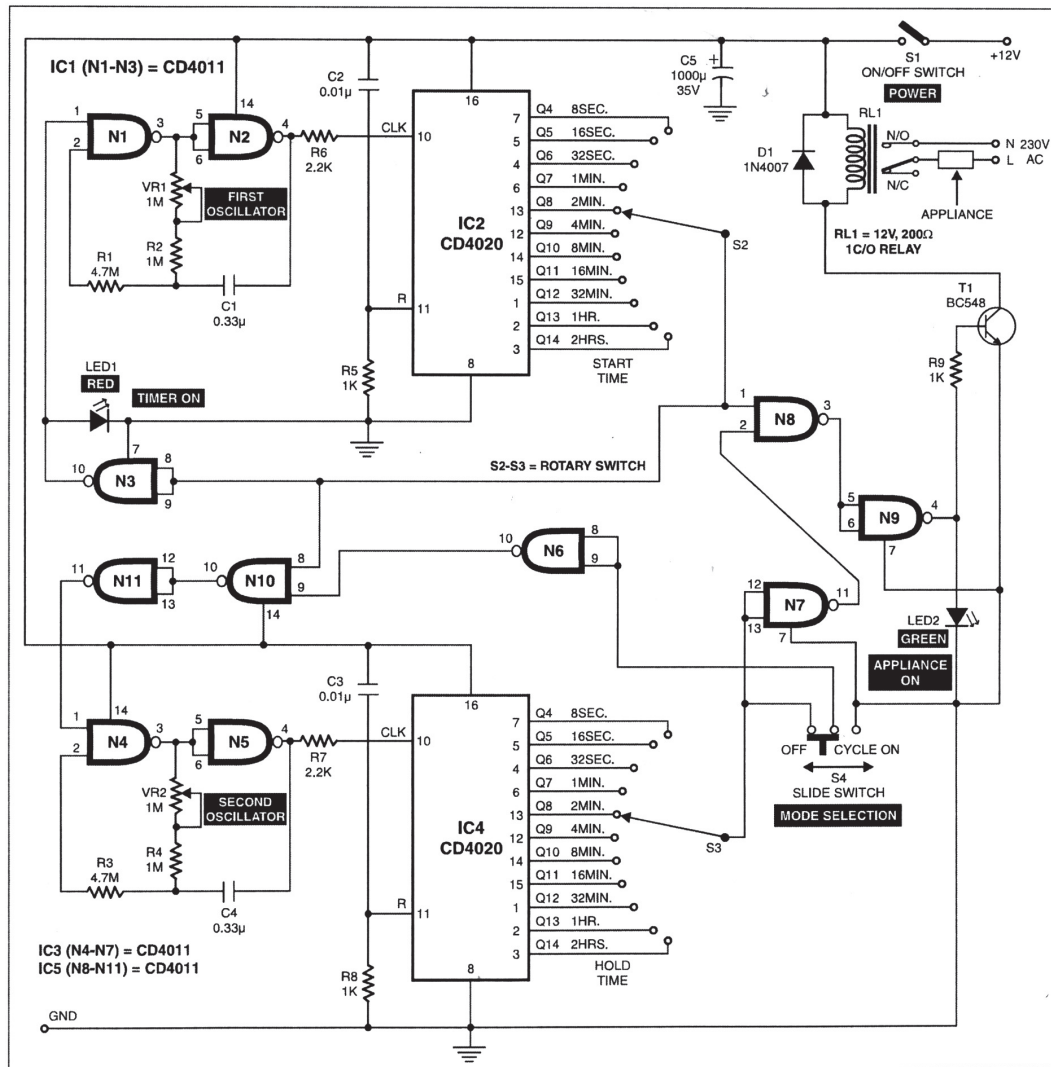 IC1 (N1-N3) = CD4011
1
2
N1
3
5
6
14
N2
4
R6
2.2K
VR1
1M
FIRST
OSCILLATOR
R2
1M
R1
4.7M
C1
0.33µ
C2
0.01µ
CLK
10
16
IC2
CD4020
R
11
8
R5
1K
7 Q4 8SEC.
5 Q5 16SEC.
4 Q6 32SEC.
6 Q7 1MIN.
13 Q8 2MIN.
12 Q9 4MIN.
14 Q10 8MIN.
15 Q11 16MIN.
1 Q12 32MIN.
2 Q13 1HR.
3 Q14 2HRS.
START
TIME
S2
C5
1000µ
35V
+
S1
ON/OFF SWITCH
POWER
+12V
RL1
N/O
N/C
D1
1N4007
N 230V
L AC
APPLIANCE
RL1 = 12V, 200Ω
1C/O RELAY
T1
BC548
R9
1K
LED1
RED
TIMER ON
10
N3
7
8
9
S2-S3 = ROTARY SWITCH
1
2
N8
3
5
6
N9
4
7
11
N11
12
13
10
N10
8
9
14
10
N6
8
9
12
13
N7
11
7
LED2
GREEN
APPLIANCE
ON
OFF
CYCLE ON
S4
SLIDE SWITCH
MODE SELECTION
1
2
14
N4
3
5
6
N5
4
R7
2.2K
VR2
1M
SECOND
OSCILLATOR
R4
1M
R3
4.7M
C4
0.33µ
C3
0.01µ
CLK
10
16
IC4
CD4020
R
11
8
R8
1K
7 Q4 8SEC.
5 Q5 16SEC.
4 Q6 32SEC.
6 Q7 1MIN.
13 Q8 2MIN.
12 Q9 4MIN.
14 Q10 8MIN.
15 Q11 16MIN.
1 Q12 32MIN.
2 Q13 1HR.
3 Q14 2HRS.
HOLD
TIME
S3
IC3 (N4-N7) = CD4011
IC5 (N8-N11) = CD4011
GND